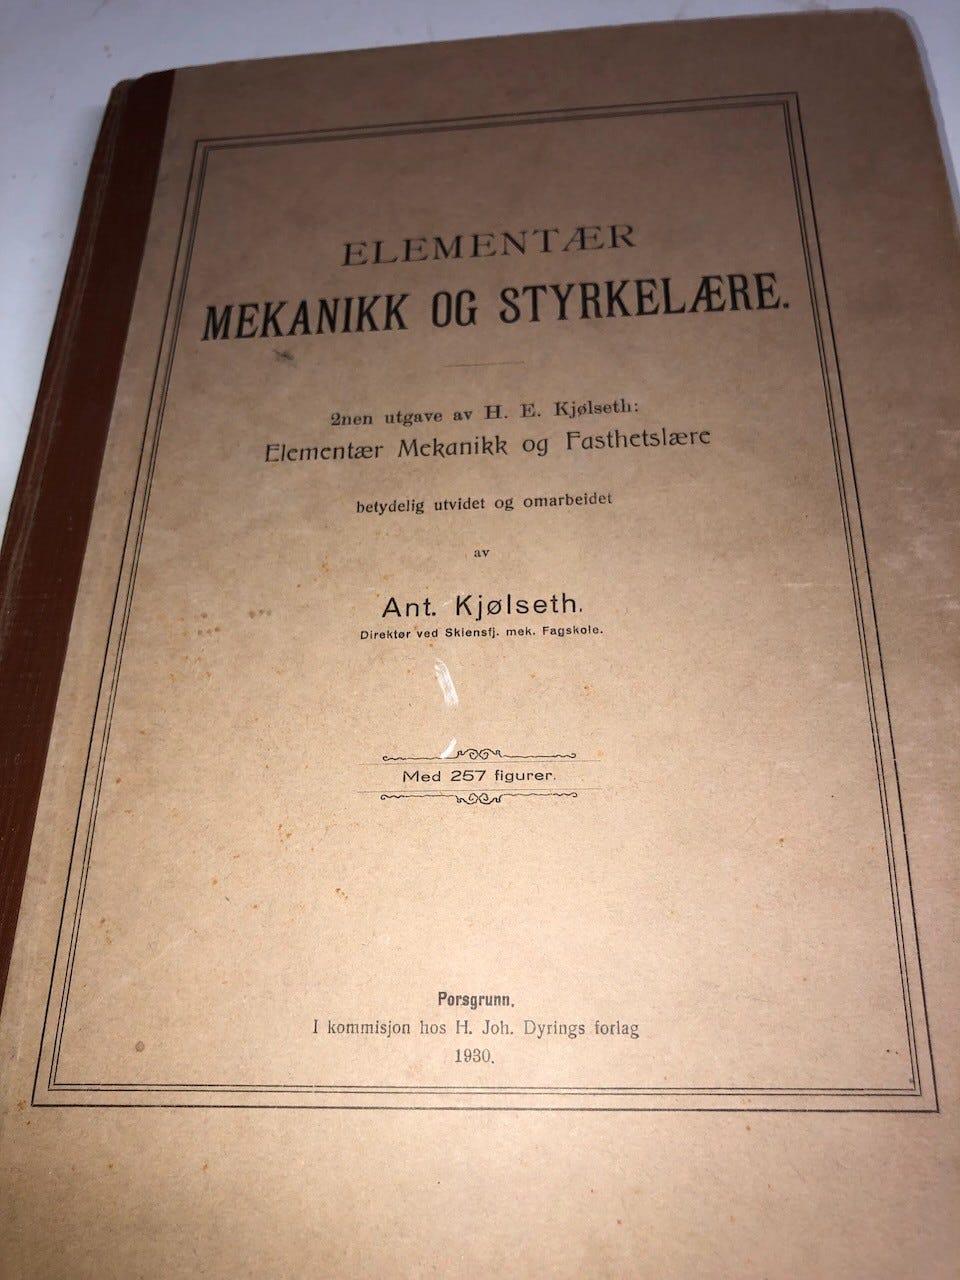 ELEMENTÆR
MEKANIKK OG STYRKELÆRE.
2nen utgave av H. E. Kjølseth:
Elementær Mekanikk og Fasthetslære
betydelig utvidet og omarbeidet
av
Ant. Kjølseth.
Direktør ved Skiensfj. mek. Fagskole.
Med 257 figurer.
Porsgrunn.
I kommisjon hos H. Joh. Dyrings forlag
1930.